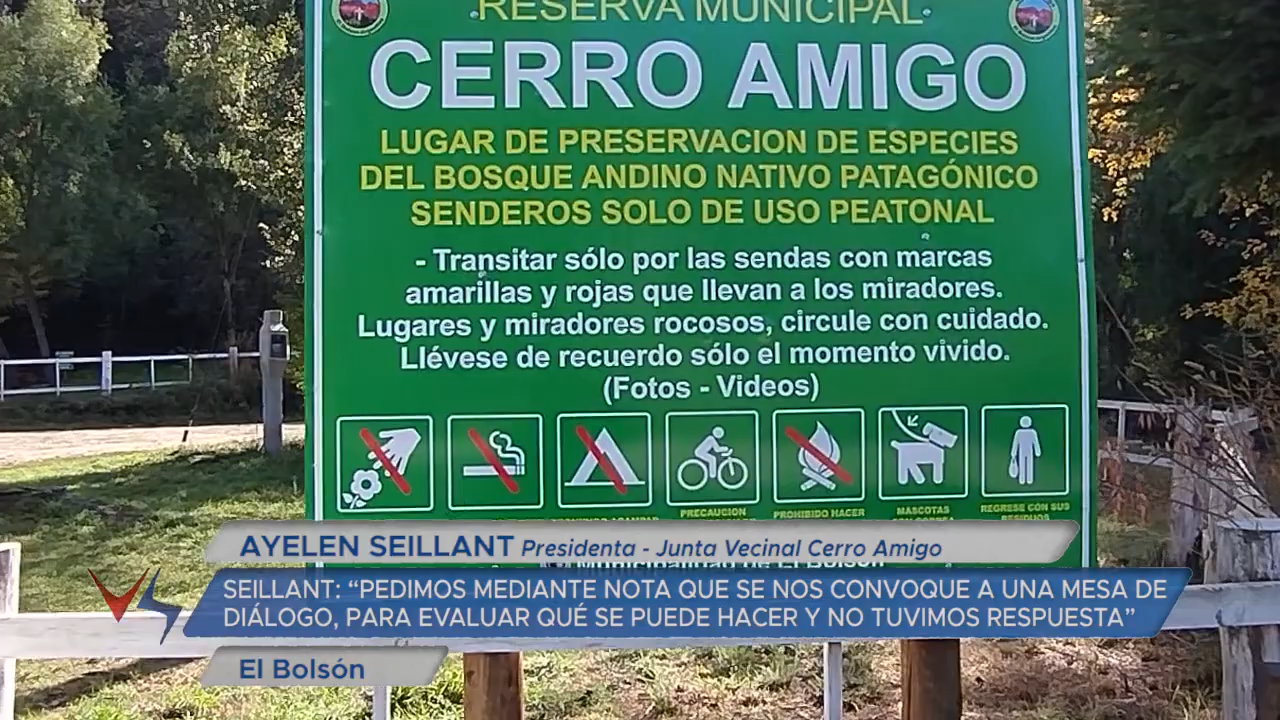 RESERVA MUNICIPAL
CERRO AMIGO
LUGAR DE PRESERVACION DE ESPECIES
DEL BOSQUE ANDINO NATIVO PATAGÓNICO
SENDEROS SOLO DE USO PEATONAL
- Transitar sólo por las sendas con marcas
amarillas y rojas que llevan a los miradores.
Lugares y miradores rocosos, circule con cuidado.
Llévese de recuerdo sólo el momento vivido.
(Fotos - Videos)
PRECAUCION
PROHIBIDO HACER
MASCOTAS
REGRESE CON SUS
RESIDUOS
AYELEN SEILLANT Presidenta - Junta Vecinal Cerro Amigo
Municipalidad de El Bolsón
SEILLANT: “PEDIMOS MEDIANTE NOTA QUE SE NOS CONVOQUE A UNA MESA DE
DIÁLOGO, PARA EVALUAR QUÉ SE PUEDE HACER Y NO TUVIMOS RESPUESTA”
El Bolsón